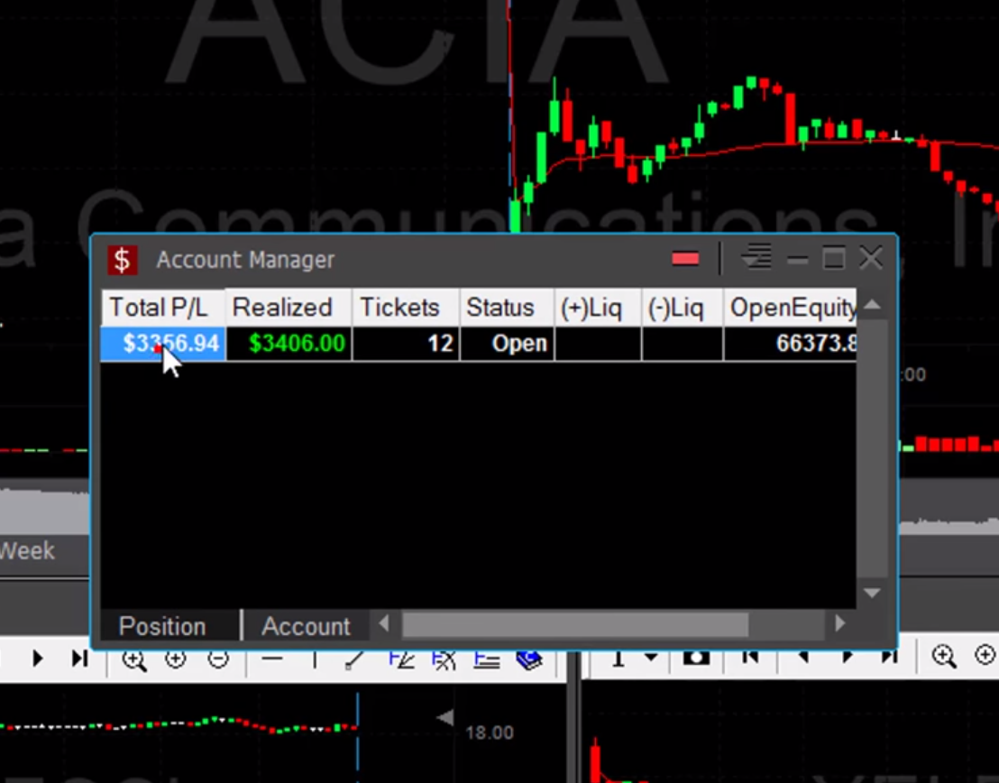 ACIA
a Communications, In
$ Account Manager
Total P/L Realized Tickets Status (+)Liq (-)Liq OpenEquity
$3356.94 $3406.00 12 Open 66373.8
:00
Week
Position Account
18.00